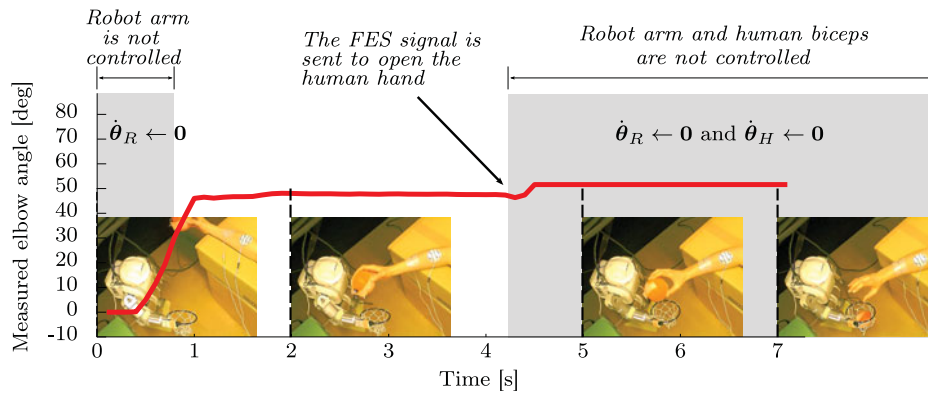 Robot arm
is not
controlled
The FES signal is
sent to open the
human hand
Robot arm and human biceps
are not controlled
θ̇_R ← 0
θ̇_R ← 0 and θ̇_H ← 0
Measured elbow angle [deg]
80
70
60
50
40
30
20
10
0
-10
0 1 2 3 4 5 6 7
Time [s]